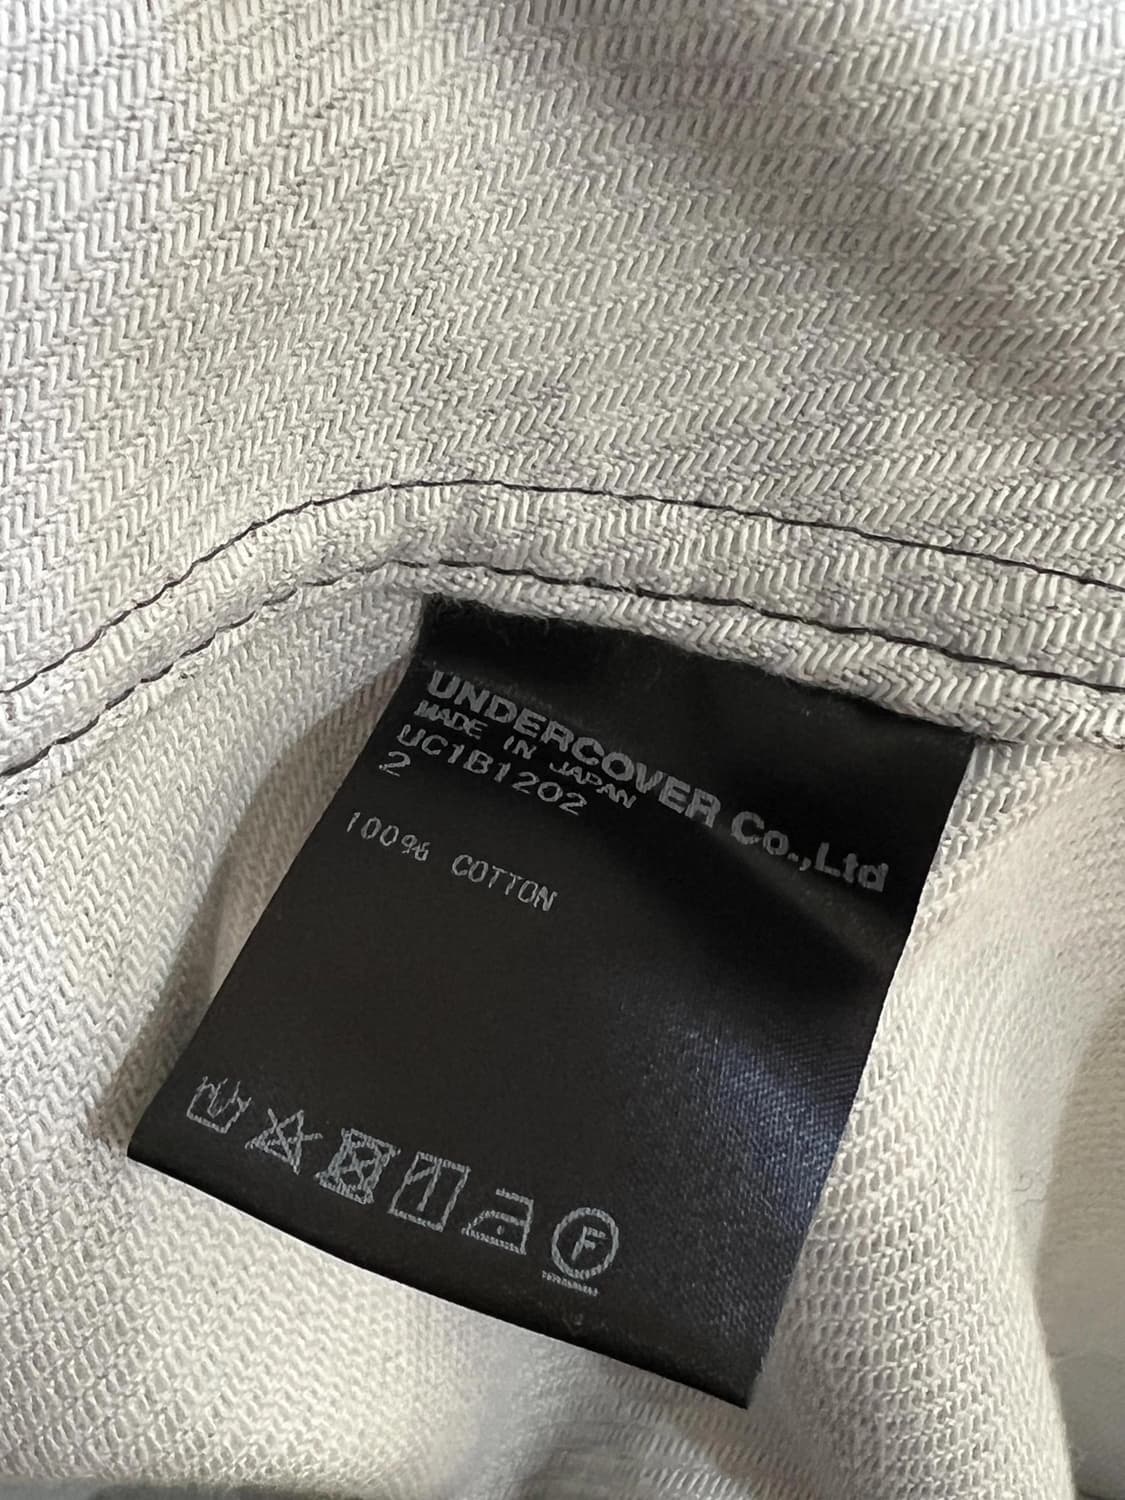 UNDERCOVER Co.,Ltd
MADE IN JAPAN
UC1B1202
2
100% COTTON
F